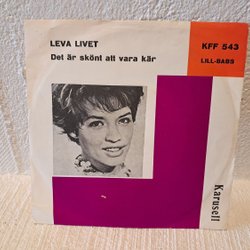 LEVA LIVET
Det är skönt att vara kär
KFF 543
LILL-BABS
Karusell